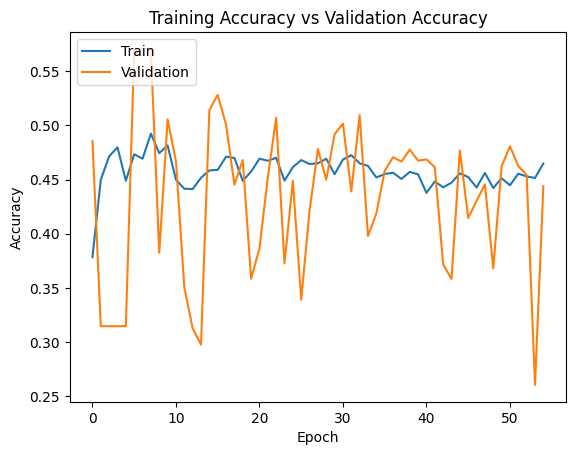 Training Accuracy vs Validation Accuracy
Train
Validation
0.55
0.50
0.45
0.40
0.35
0.30
0.25
Accuracy
0
10
20
30
40
50
Epoch